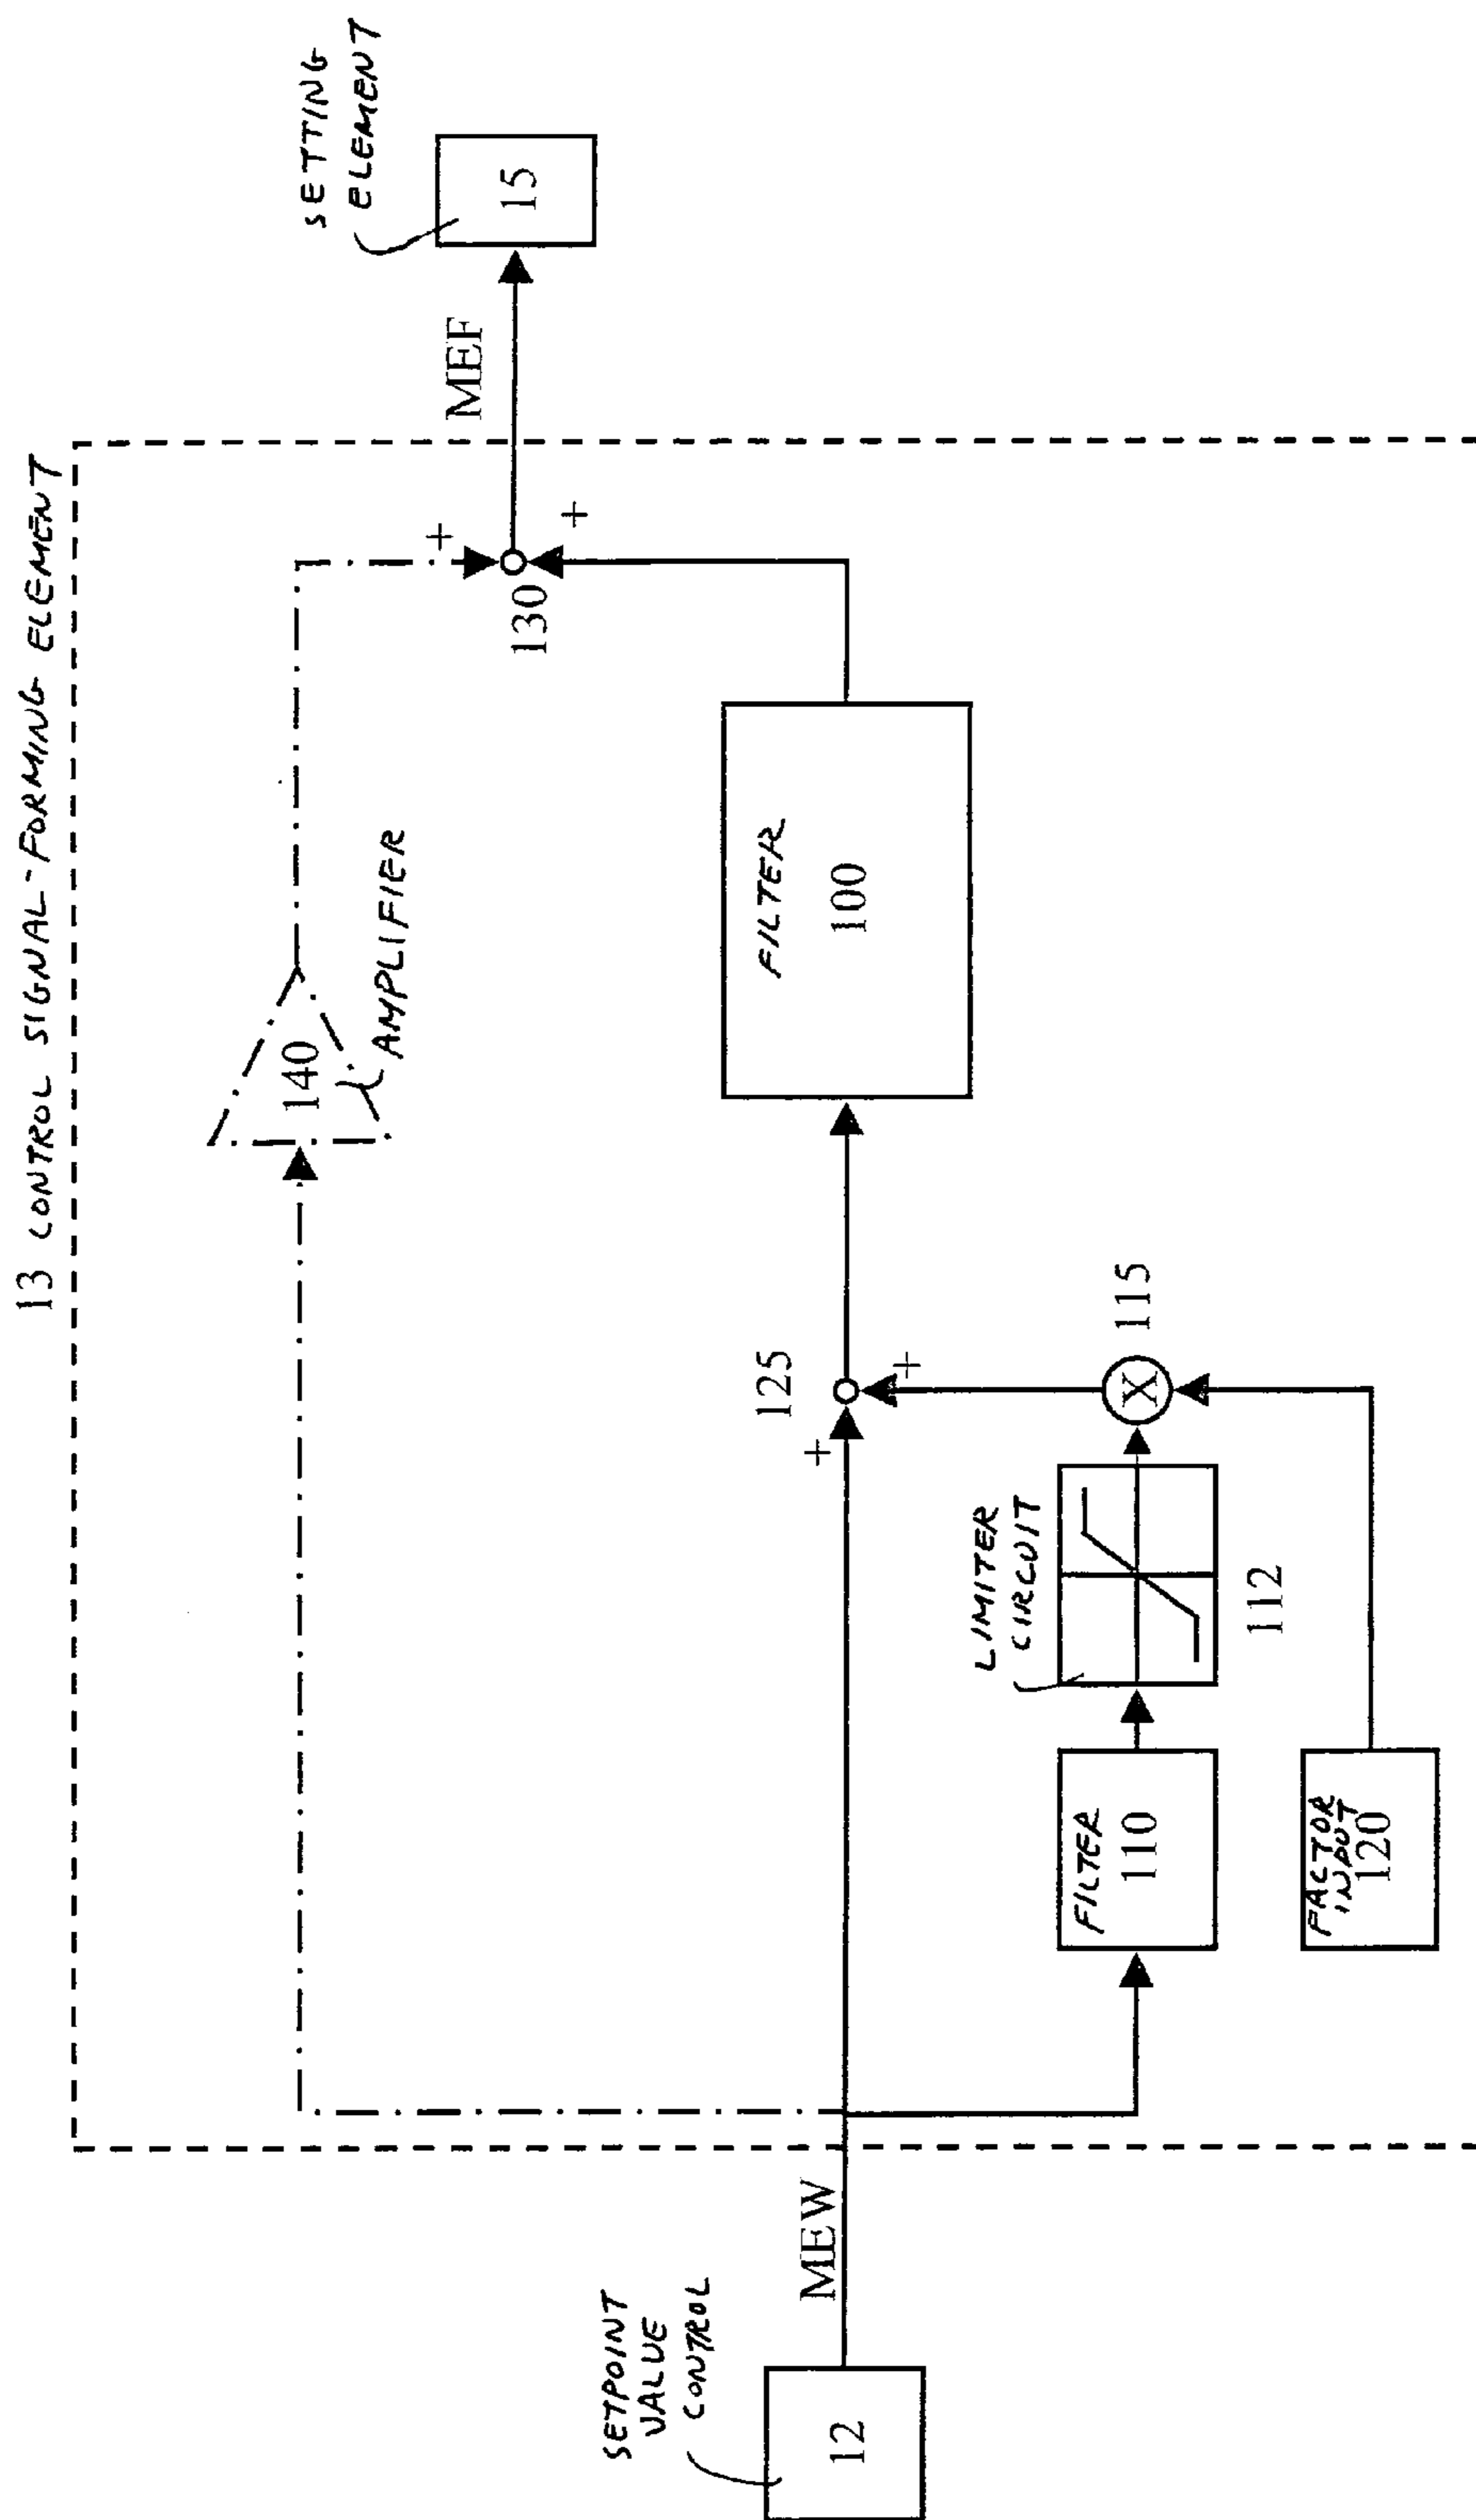 13 CONTROL SIGNAL-FORMING ELEMENT
SETTING
ELEMENT
15
MEF
140
AMPLIFIER
+
+
130
FILTER
100
125
+
+
X
115
LIMITER
CIRCUIT
112
FILTER
110
FACTOR
INPUT
120
MEW
SETPOINT
VALUE
CONTROL
12